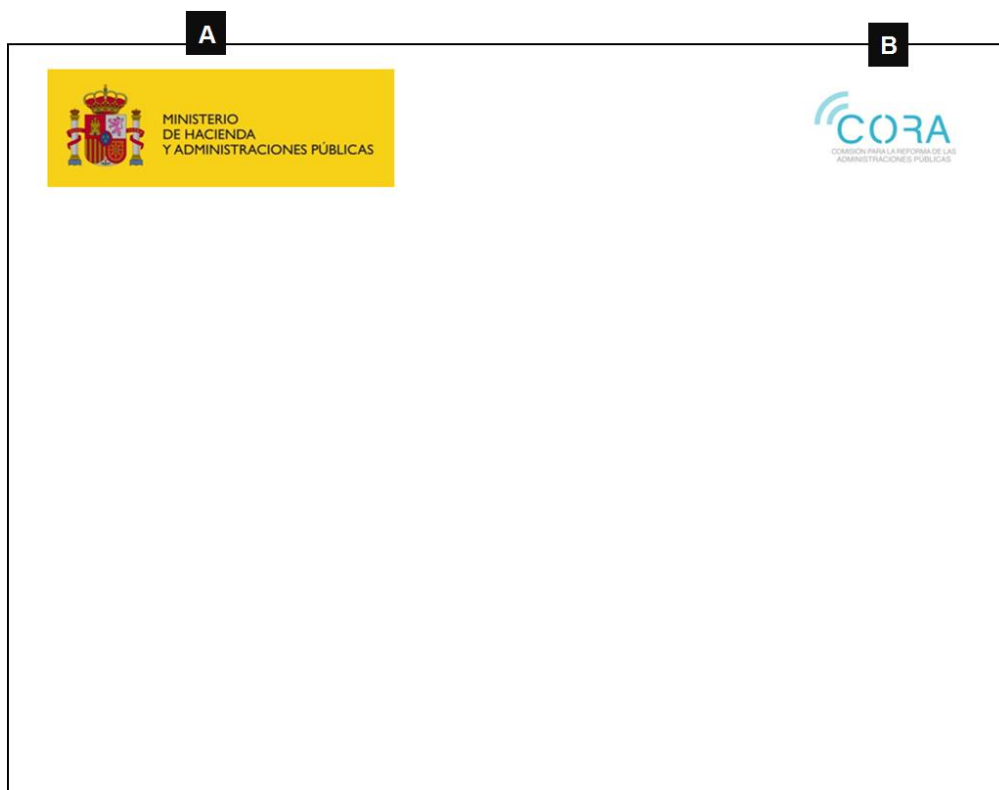 A
B
MINISTERIO
DE HACIENDA
Y ADMINISTRACIONES PÚBLICAS
CORA
COMISIÓN PARA LA REFORMA DE LAS
ADMINISTRACIONES PÚBLICAS